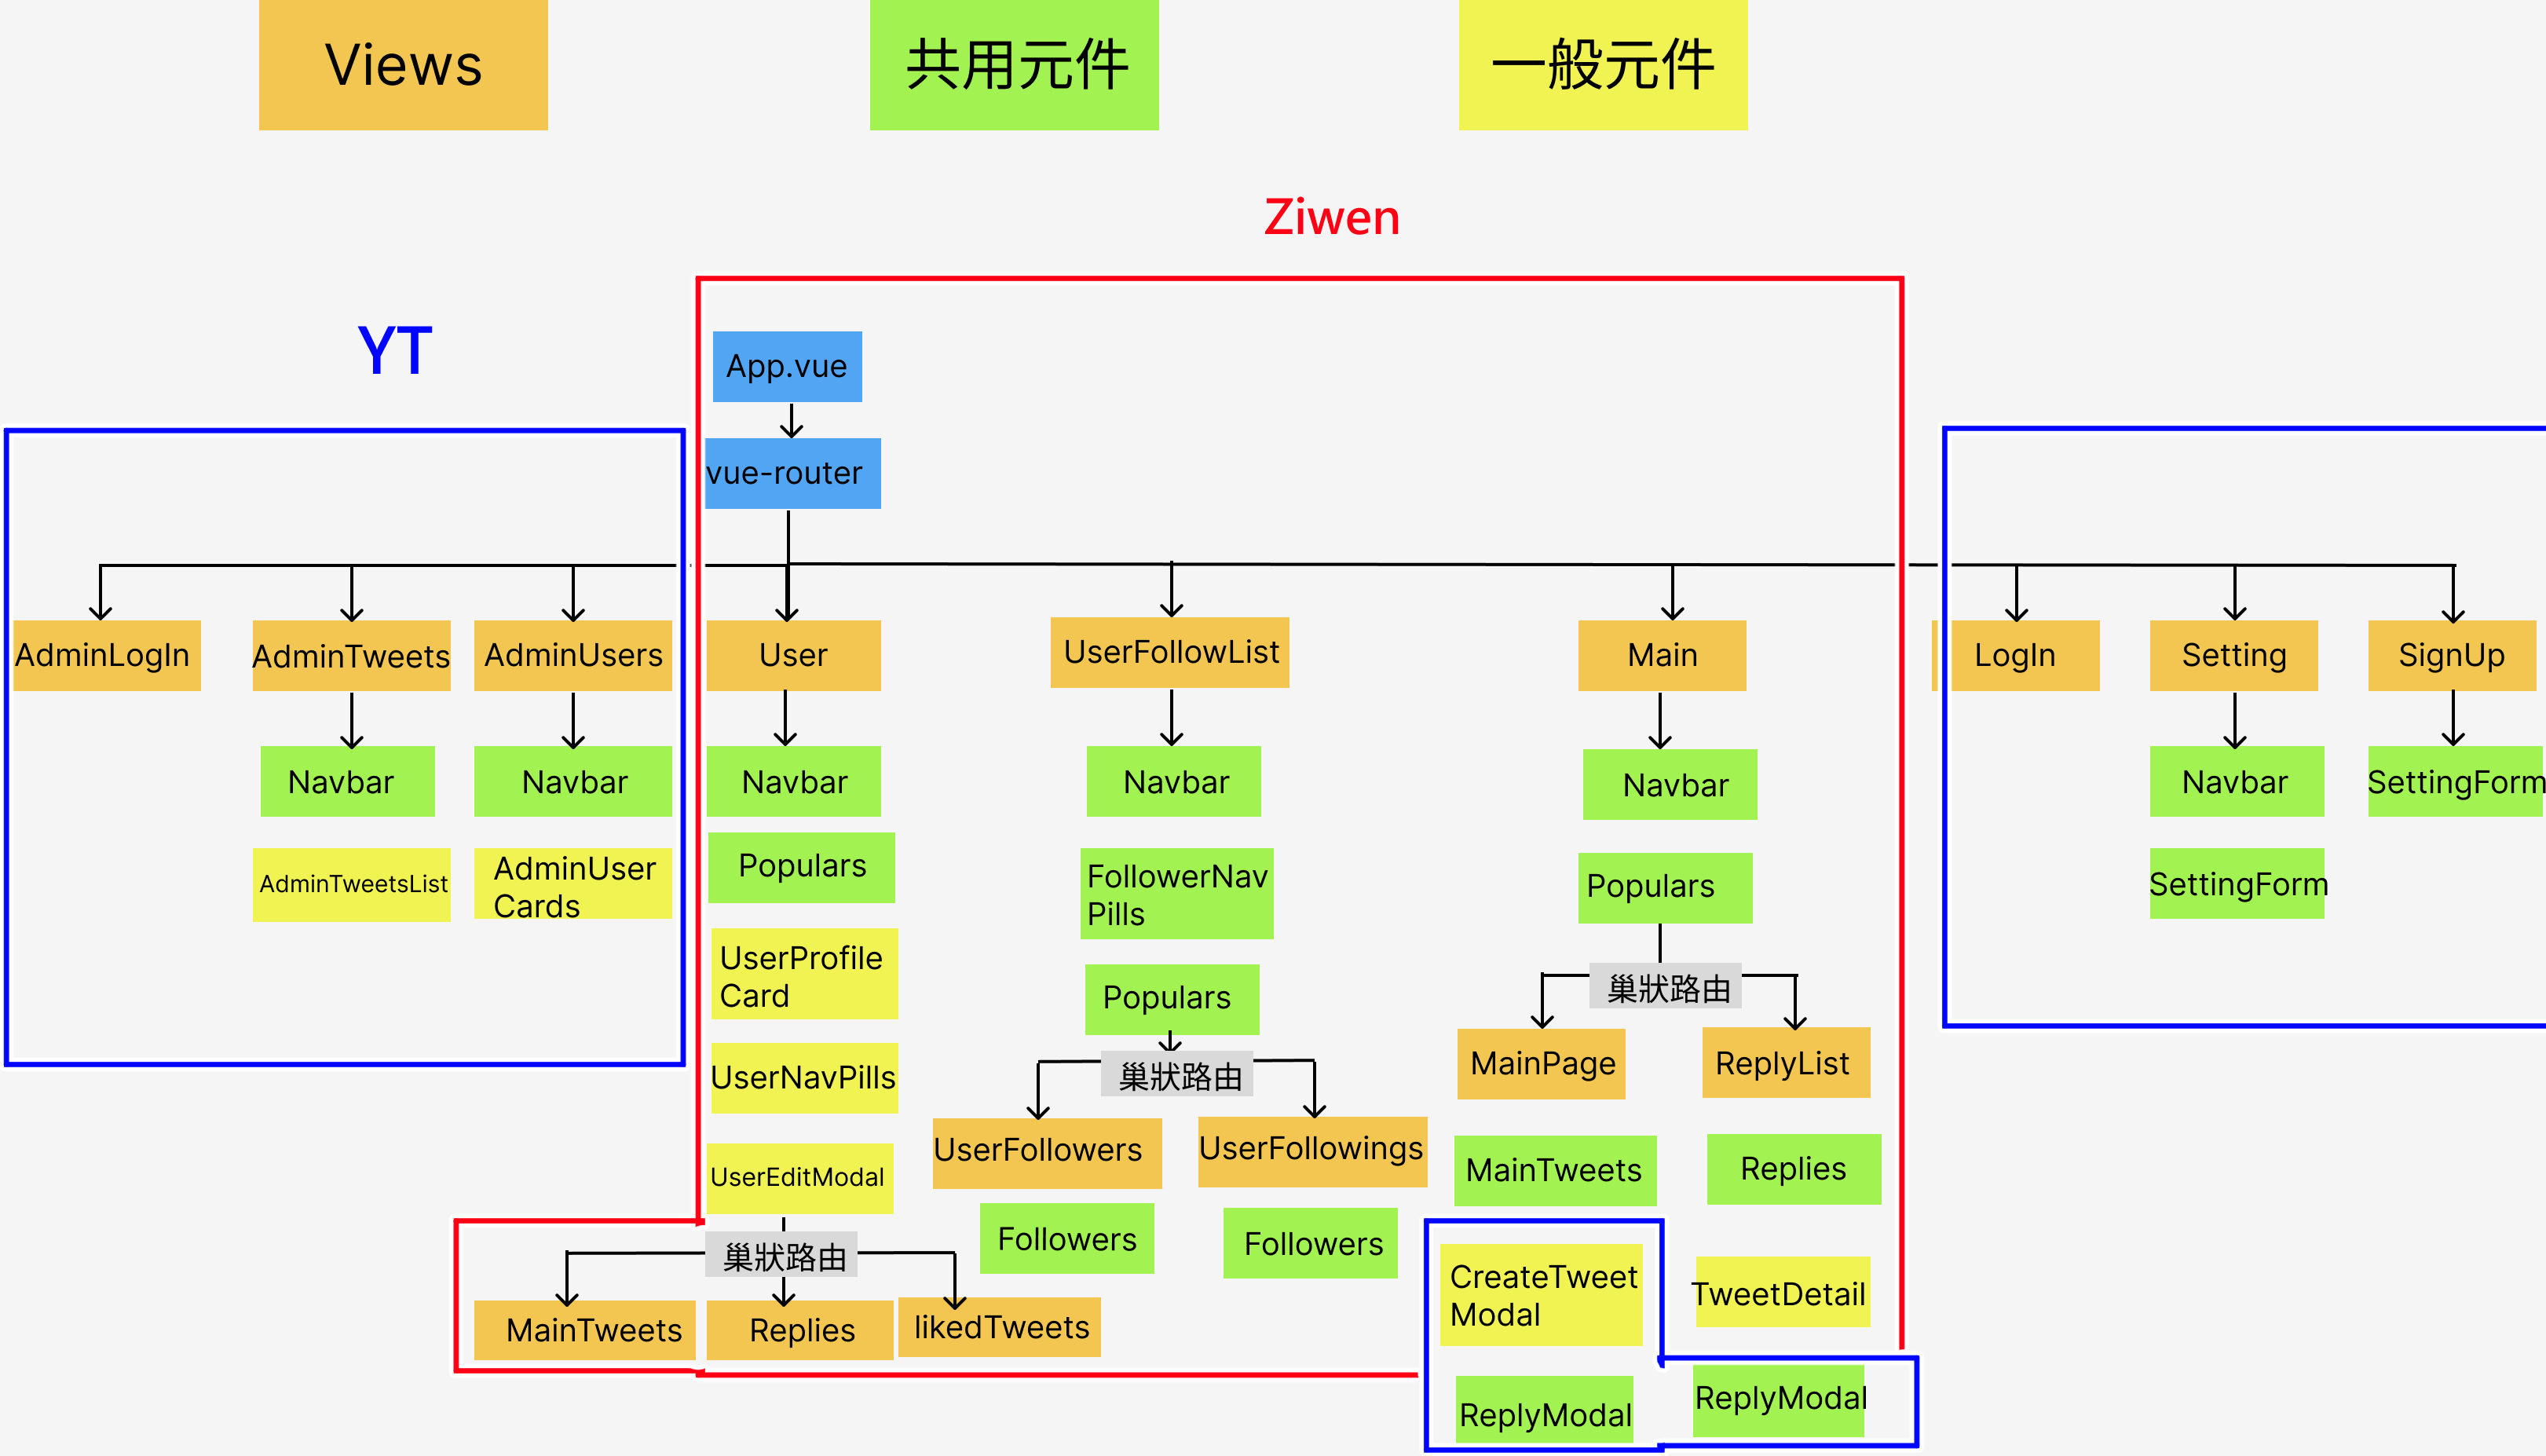 Views
共用元件
一般元件
Ziwen
YT
App.vue
vue-router
AdminLogIn
AdminTweets
AdminUsers
User
UserFollowList
Main
LogIn
Setting
SignUp
Navbar
Navbar
Navbar
Navbar
Navbar
Navbar
SettingForm
AdminTweetsList
AdminUser
Cards
Populars
FollowerNav
Pills
Populars
SettingForm
UserProfile
Card
Populars
巢狀路由
UserNavPills
巢狀路由
MainPage
ReplyList
UserEditModal
UserFollowers
UserFollowings
MainTweets
Replies
Followers
Followers
巢狀路由
CreateTweet
Modal
TweetDetail
MainTweets
Replies
likedTweets
ReplyModal
ReplyModal